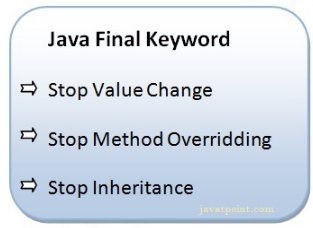 Java Final Keyword
⇨ Stop Value Change
⇨ Stop Method Overridding
⇨ Stop Inheritance
javatpoint.com